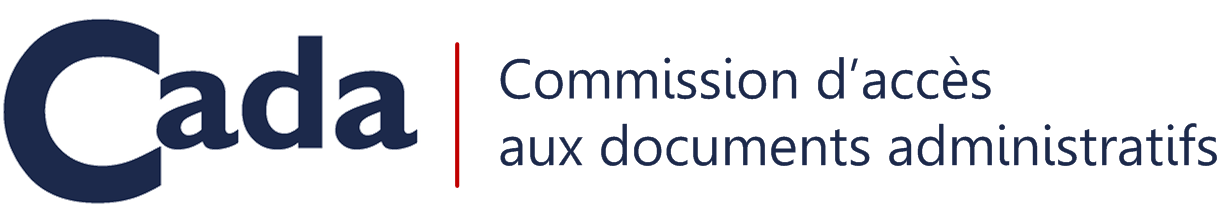 Cada
Commission d’accès
aux documents administratifs